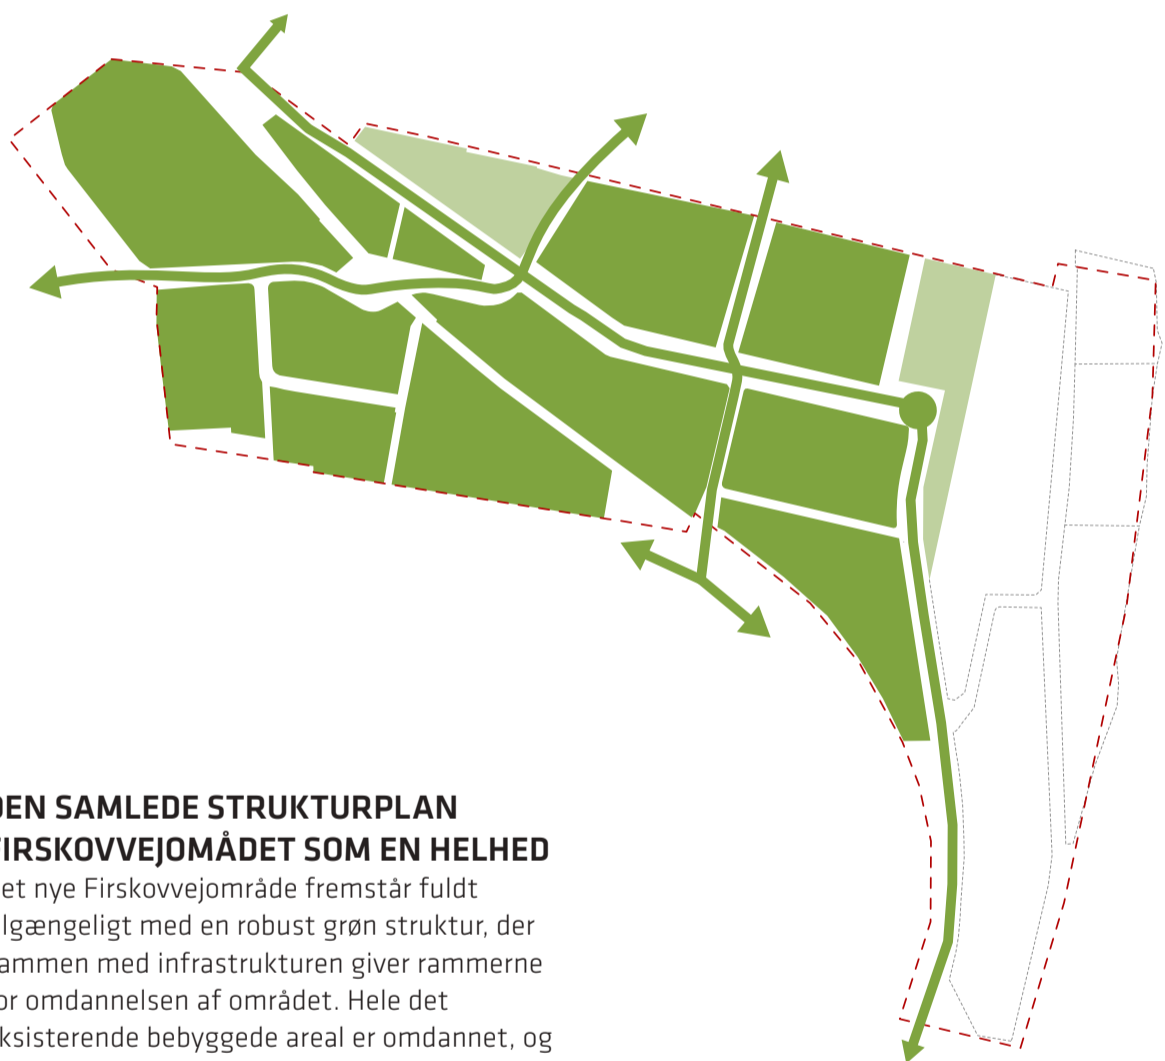 DEN SAMLEDE STRUKTURPLAN
FIRSKOVVEJOMÅDET SOM EN HELHED
et nye Firskovvejområde fremstår fuldt
lgængeligt med en robust grøn struktur, der
ammen med infrastrukturen giver rammerne
or omdannelsen af området. Hele det
ksisterende bebyggede areal er omdannet, og